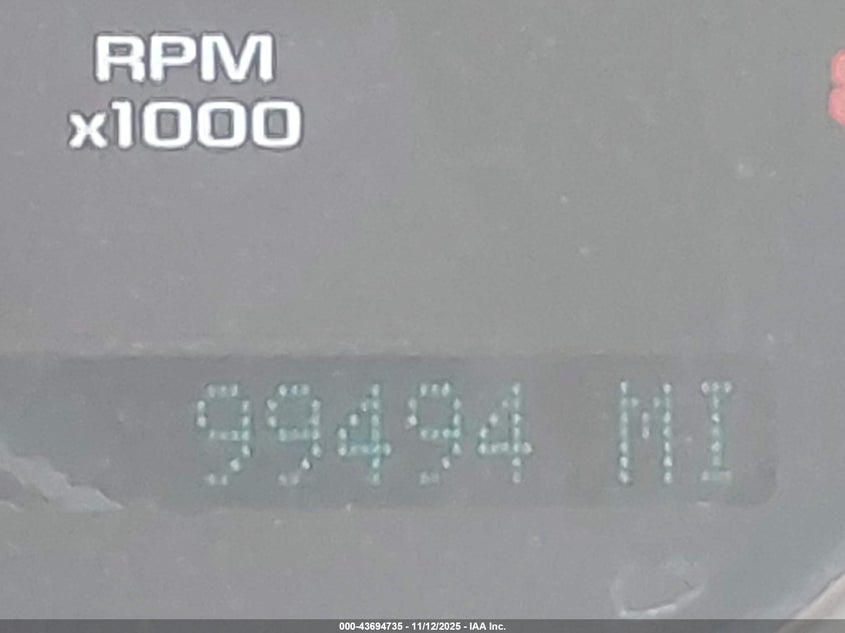 RPM
x1000
99494 MI
000-43694735 - 11/12/2025 - IAA Inc.